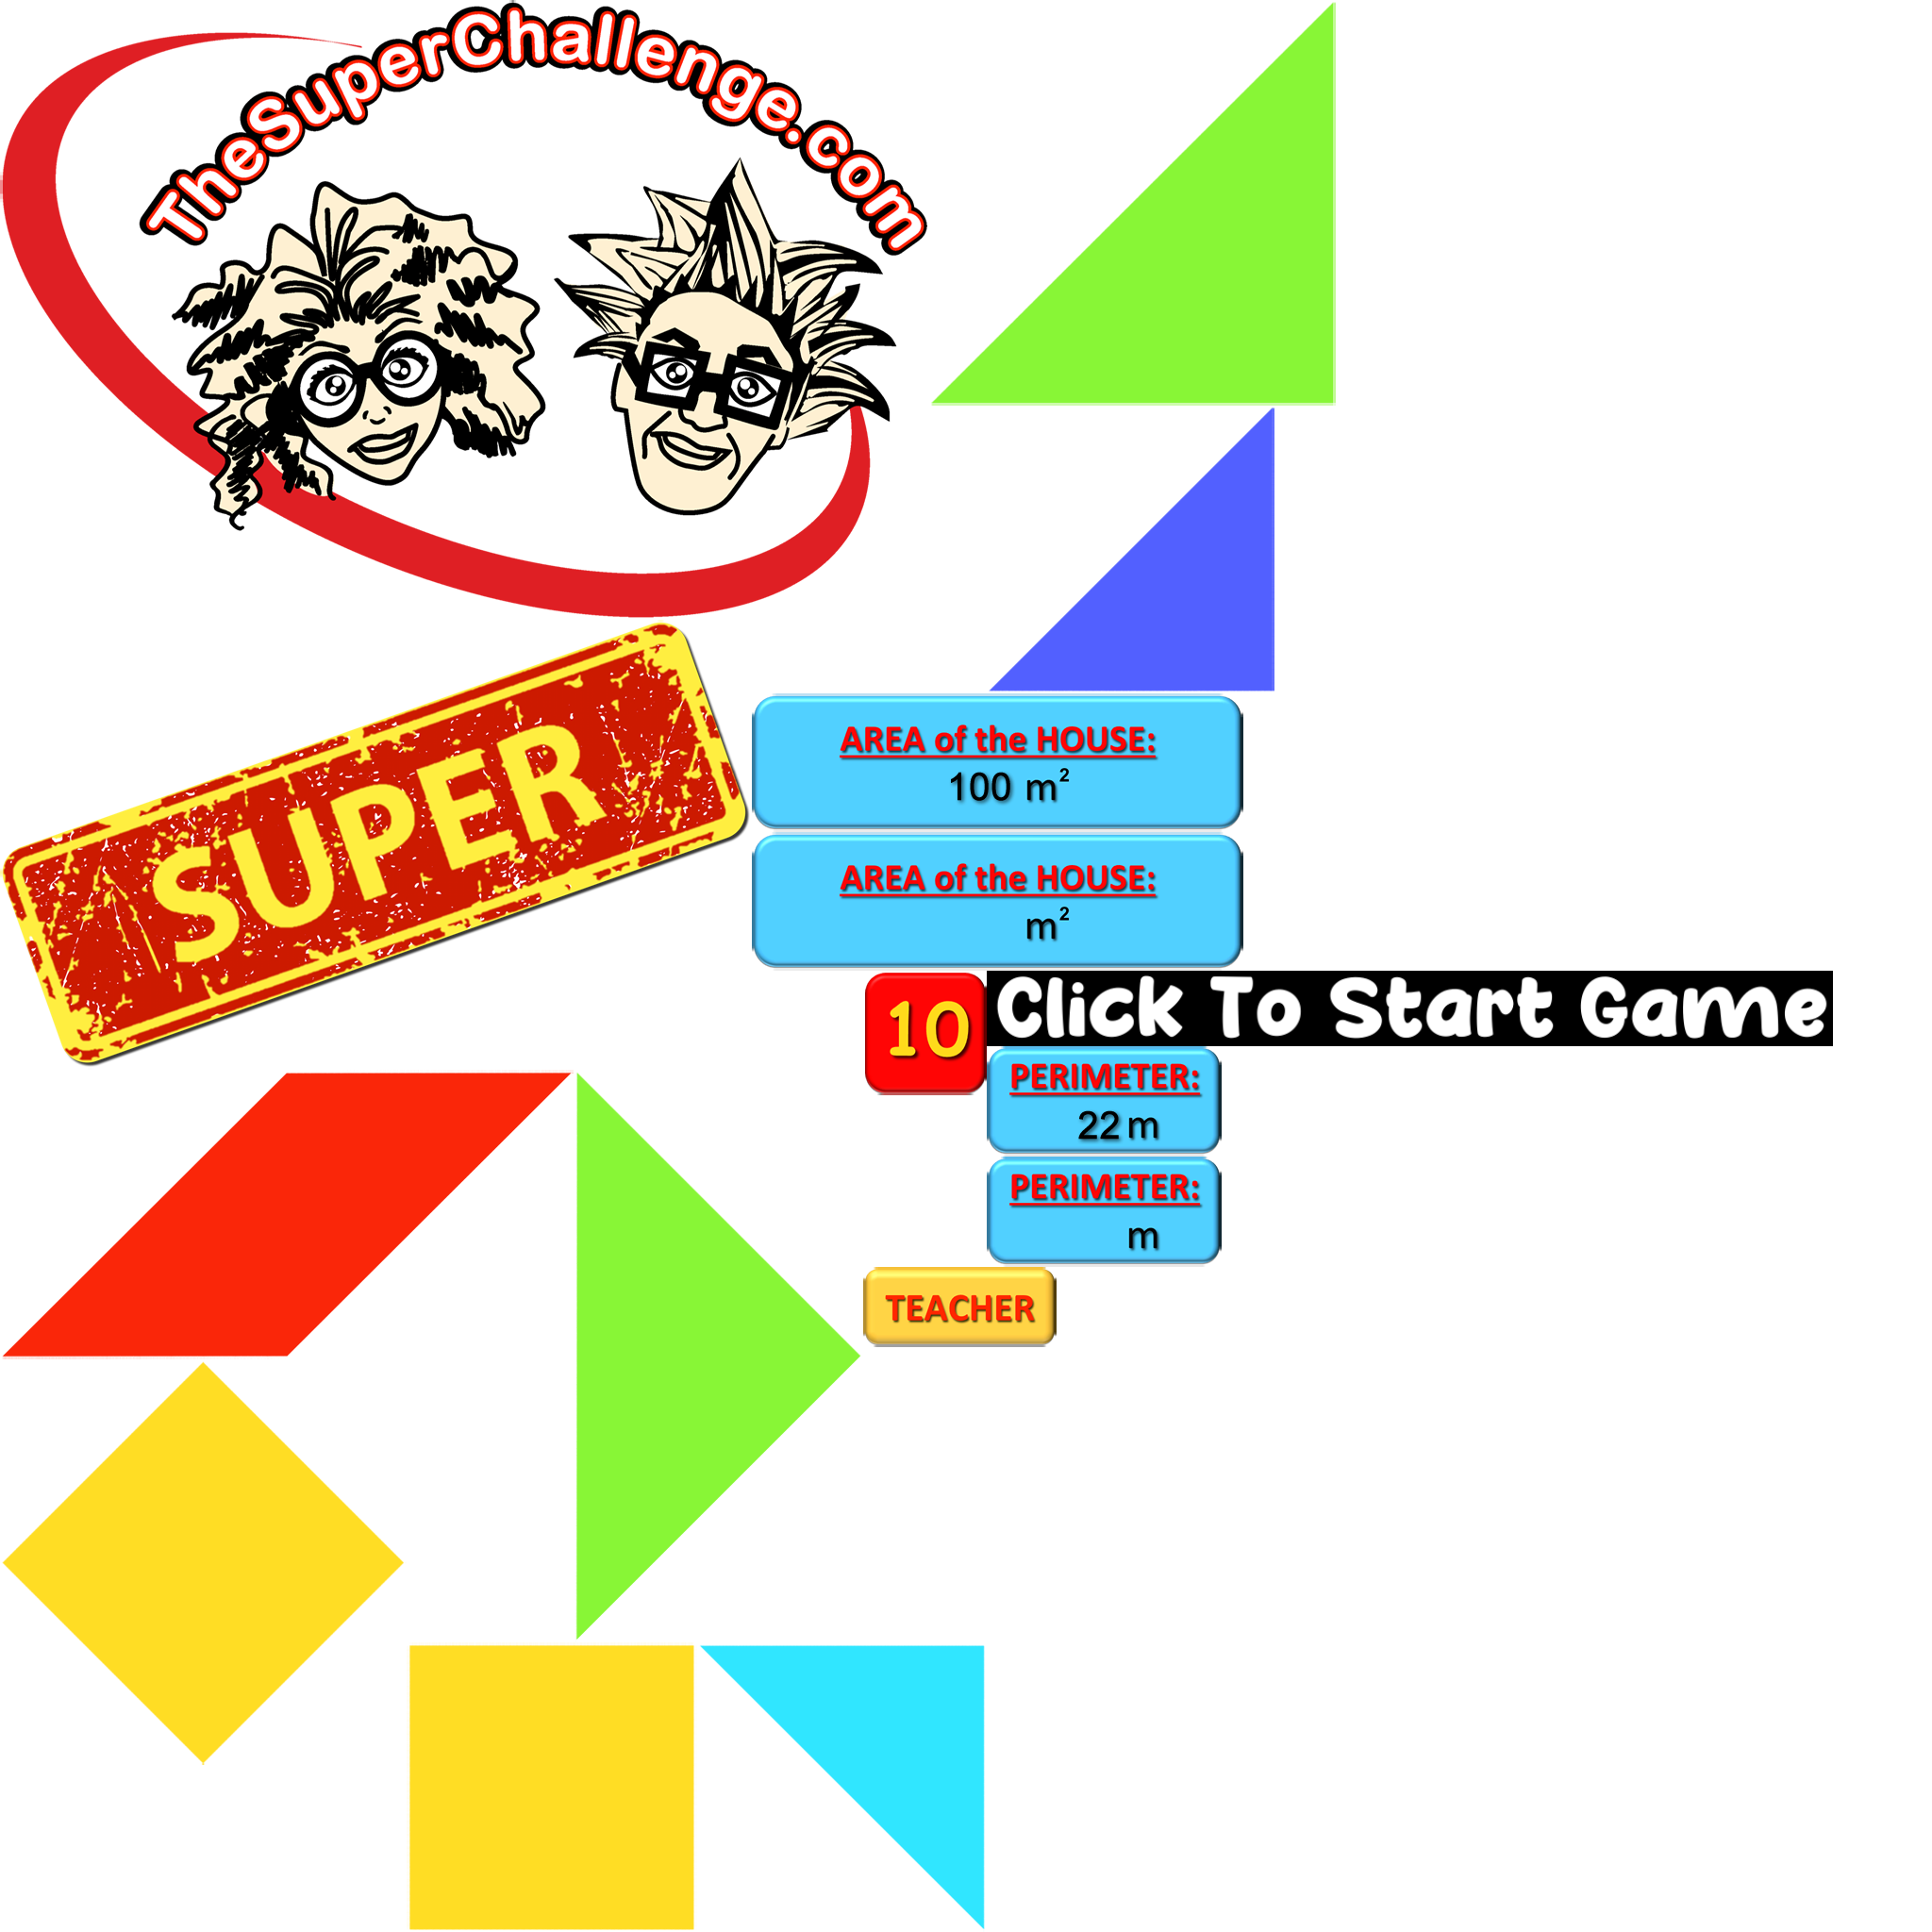 TheSuperChallenge.com
SUPER
AREA of the HOUSE:
100 m²
AREA of the HOUSE:
m²
10
Click To Start Game
PERIMETER:
22 m
PERIMETER:
m
TEACHER